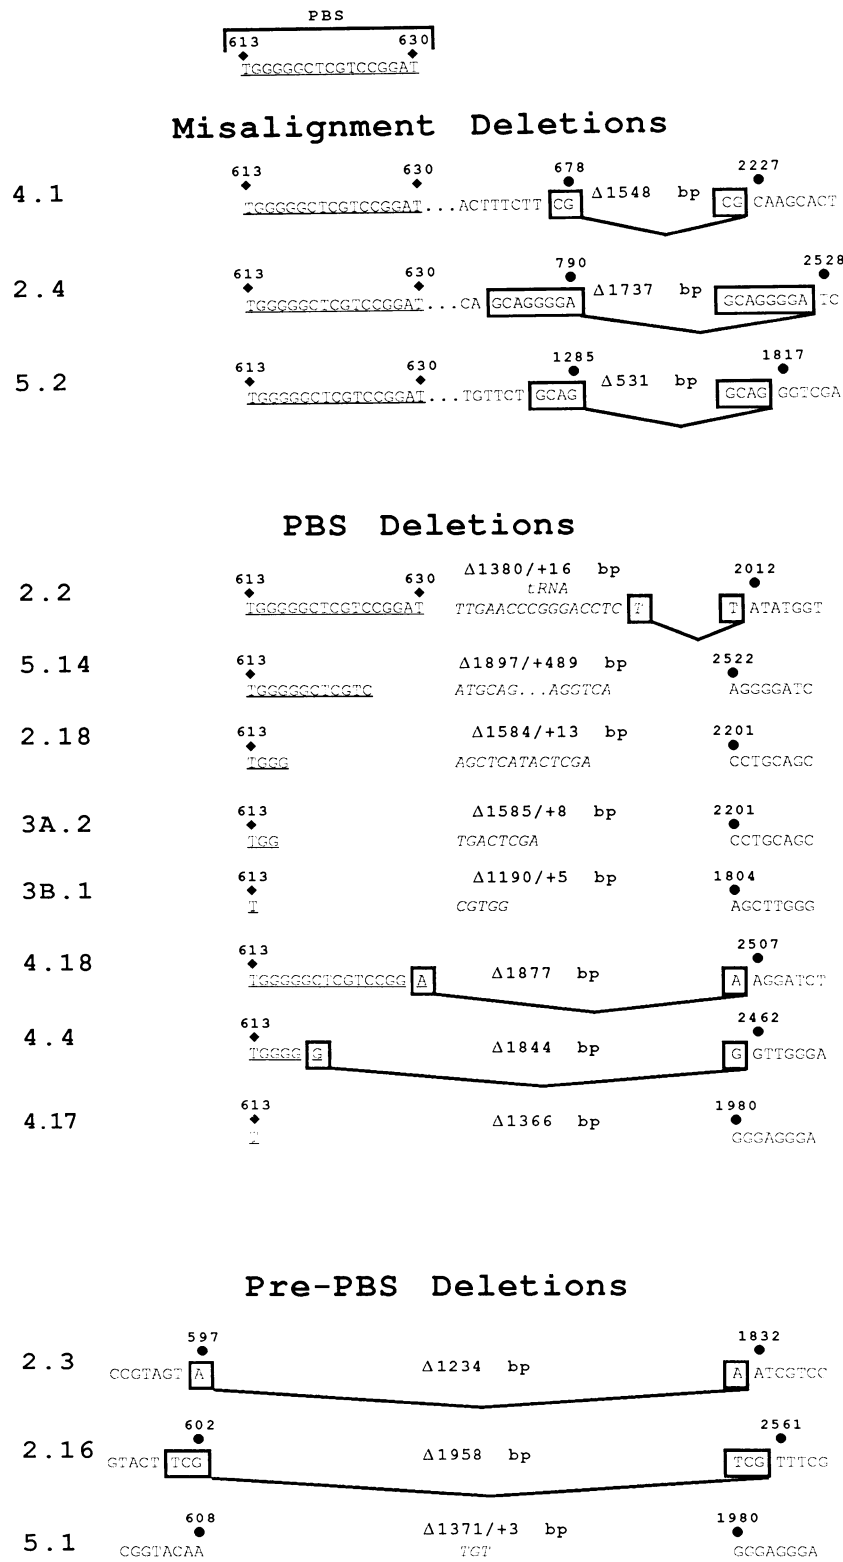 PBS
613 630
TGGGGGCTCGTCCGGAT
Misalignment Deletions
613 630 678 2227
4.1 TGGGGGCTCGTCCGGAT...ACTTTCTT CG Δ1548 bp CG CAAGCACT
613 630 790 2528
2.4 TGGGGGCTCGTCCGGAT...CA GCAGGGGA Δ1737 bp GCAGGGGA TC
613 630 1285 1817
5.2 TGGGGGCTCGTCCGGAT...TGTTCT GCAG Δ531 bp GCAG GGTCGA
PBS Deletions
613 630 Δ1380/+16 bp 2012
tRNA
2.2 TGGGGGCTCGTCCGGAT TTGAACCCGGGACCTC T T ATATGGT
613 Δ1897/+489 bp 2522
5.14 TGGGGGCTCGTC ATGCAG...AGGTCA AGGGGATC
613 Δ1584/+13 bp 2201
2.18 TGGG AGCTCATACTCGA CCTGCAGC
613 Δ1585/+8 bp 2201
3A.2 TGG TGACTCGA CCTGCAGC
613 Δ1190/+5 bp 1804
3B.1 T CGTGG AGCTTGGG
613 2507
4.18 TGGGGGCTCGTCCGG A Δ1877 bp A AGGATCT
613 2462
4.4 TGGGG G Δ1844 bp G GTTGGGA
613 Δ1366 bp 1980
4.17 T GGGAGGGA
Pre-PBS Deletions
597 1832
2.3 CCGTAGT A Δ1234 bp A ATCGTCC
602 2561
2.16 GTACT TCG Δ1958 bp TCG TTTCG
608 Δ1371/+3 bp 1980
5.1 CGGTACAA TGT GGGAGGGA